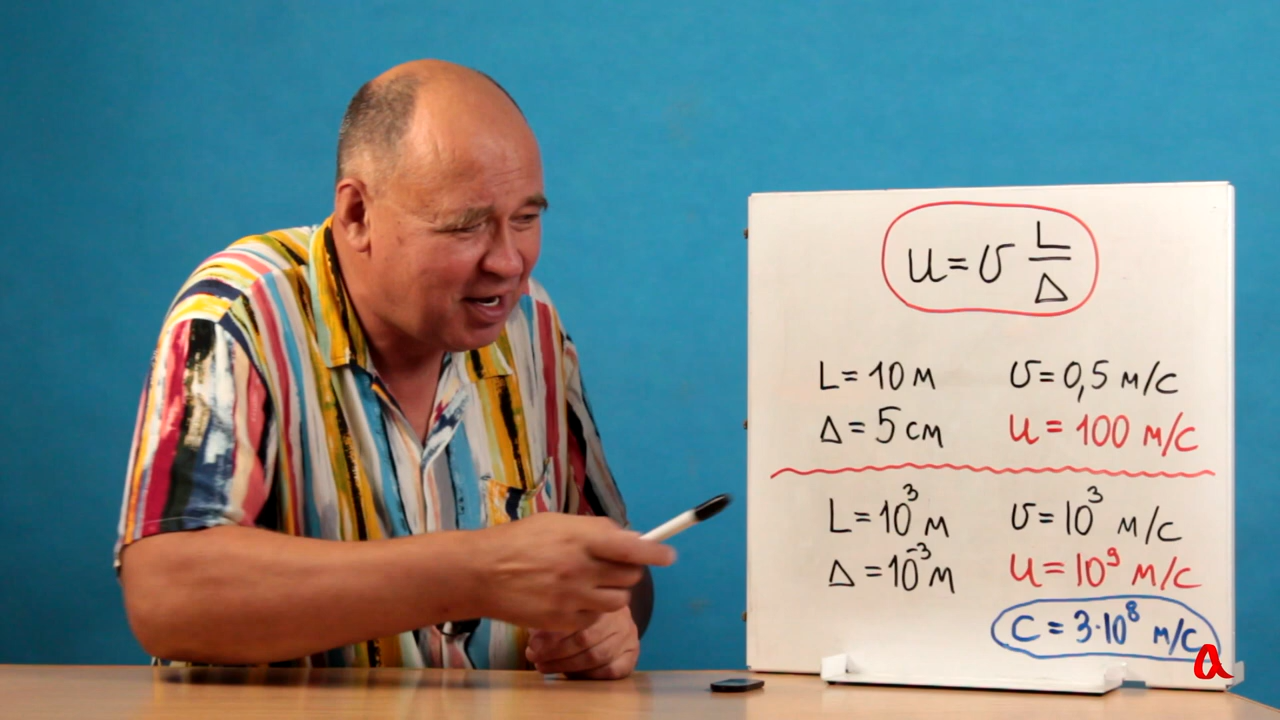 u = υ L/Δ
L = 10 м υ = 0,5 м/с
Δ = 5 см u = 100 м/с
L = 10³ м υ = 10³ м/с
Δ = 10⁻³ м u = 10⁹ м/с
c = 3·10⁸ м/с
a